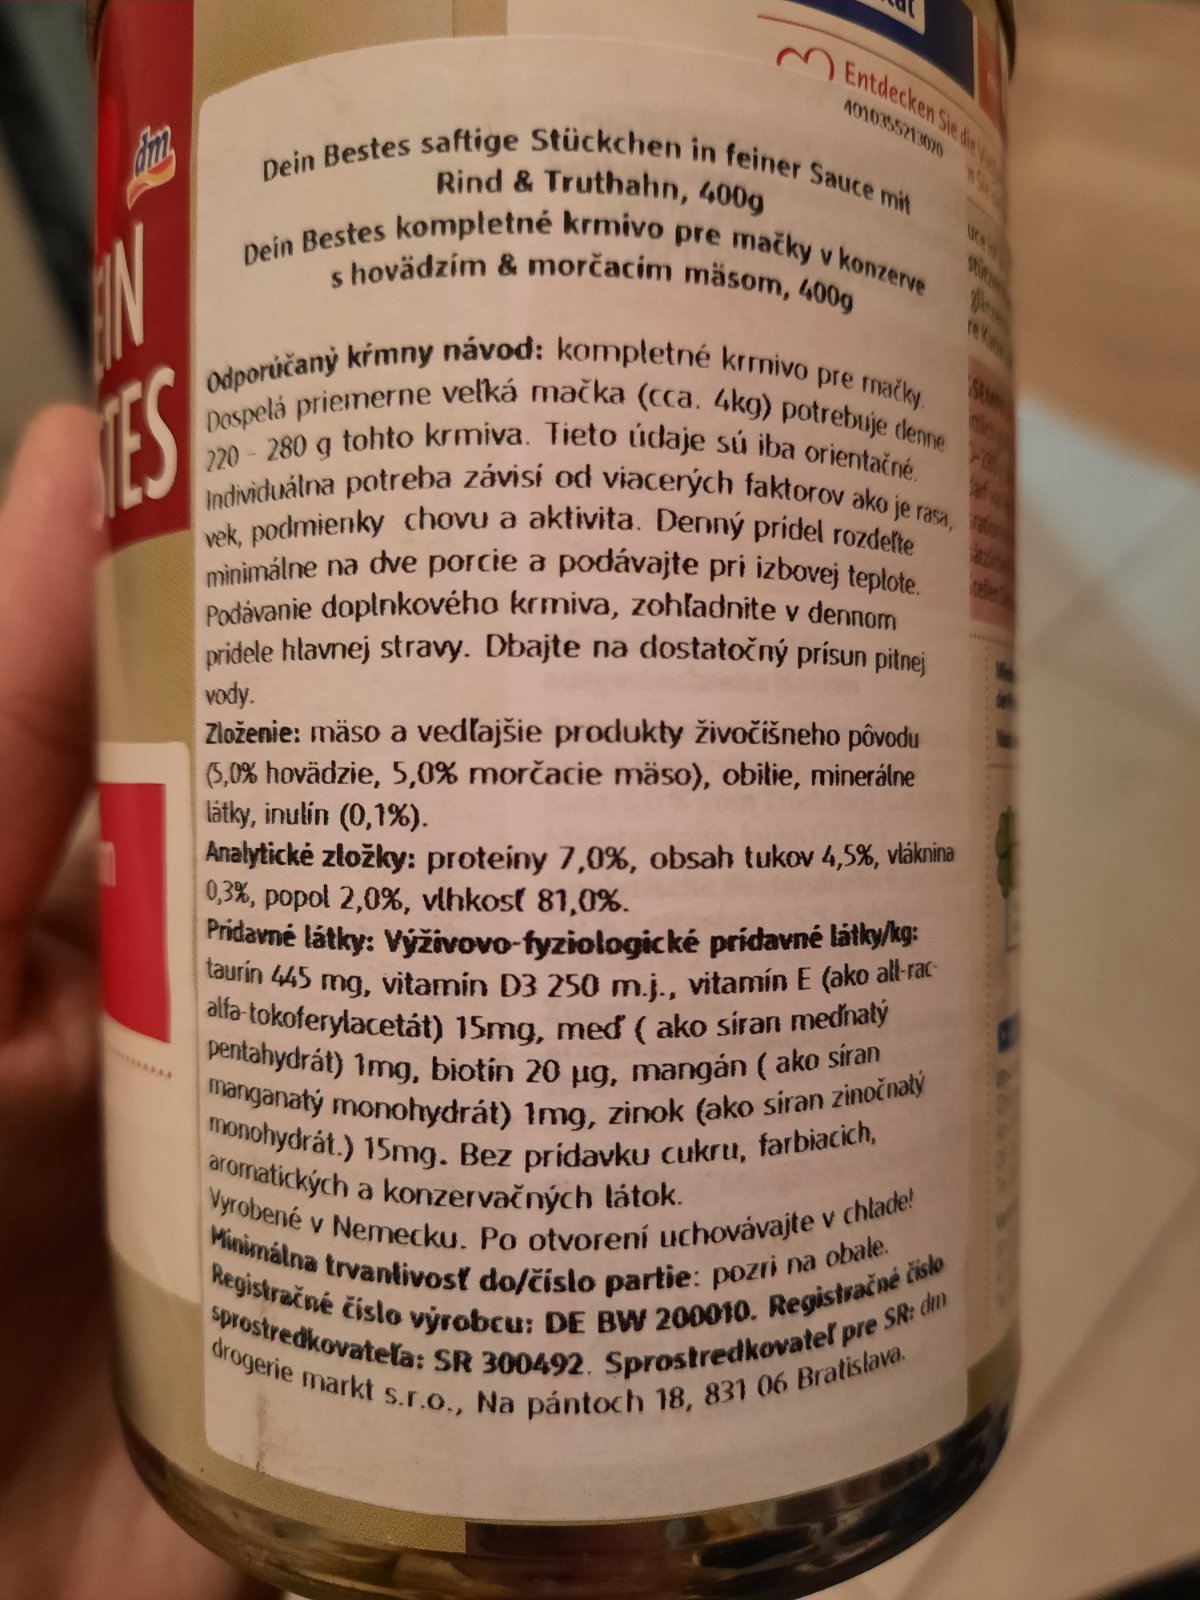 Entdecken Sie die
4010355213070
dm
Dein Bestes saftige Stückchen in feiner Sauce mit
Rind & Truthahn, 400g
Dein Bestes kompletné krmivo pre mačky v konzerve
s hovädzím & morčacím mäsom, 400g
Odporúčaný kŕmny návod: kompletné krmivo pre mačky.
Dospelá priemerne veľká mačka (cca. 4kg) potrebuje denne
220 - 280 g tohto krmiva. Tieto údaje sú iba orientačné.
Individuálna potreba závisí od viacerých faktorov ako je rasa,
vek, podmienky chovu a aktivita. Denný prídel rozdeľte
minimálne na dve porcie a podávajte pri izbovej teplote.
Podávanie doplnkového krmiva, zohľadnite v dennom
prídele hlavnej stravy. Dbajte na dostatočný prísun pitnej
vody.
Zloženie: mäso a vedľajšie produkty živočíšneho pôvodu
(5,0% hovädzie, 5,0% morčacie mäso), obilie, minerálne
látky, inulín (0,1%).
Analytické zložky: proteíny 7,0%, obsah tukov 4,5%, vláknina
0,3%, popol 2,0%, vlhkosť 81,0%.
Prídavné látky: Výživovo-fyziologické prídavné látky/kg:
taurín 445 mg, vitamín D3 250 m.j., vitamín E (ako all-rac-
alfa-tokoferylacetát) 15mg, meď ( ako síran meďnatý
pentahydrát) 1mg, biotín 20 µg, mangán ( ako síran
manganatý monohydrát) 1mg, zinok (ako síran zinočnatý
monohydrát.) 15mg. Bez prídavku cukru, farbiacich,
aromatických a konzervačných látok.
Vyrobené v Nemecku. Po otvorení uchovávajte v chlade!
Minimálna trvanlivosť do/číslo partie: pozri na obale.
Registračné číslo výrobcu: DE BW 200010. Registračné číslo
sprostredkovateľa: SR 300492. Sprostredkovateľ pre SR: dm
drogerie markt s.r.o., Na pántoch 18, 831 06 Bratislava.